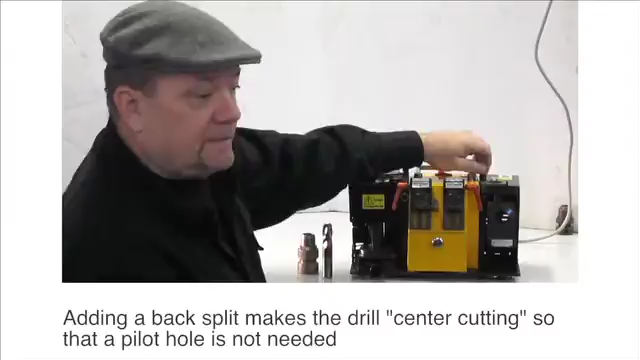 Adding a back split makes the drill "center cutting" so
that a pilot hole is not needed